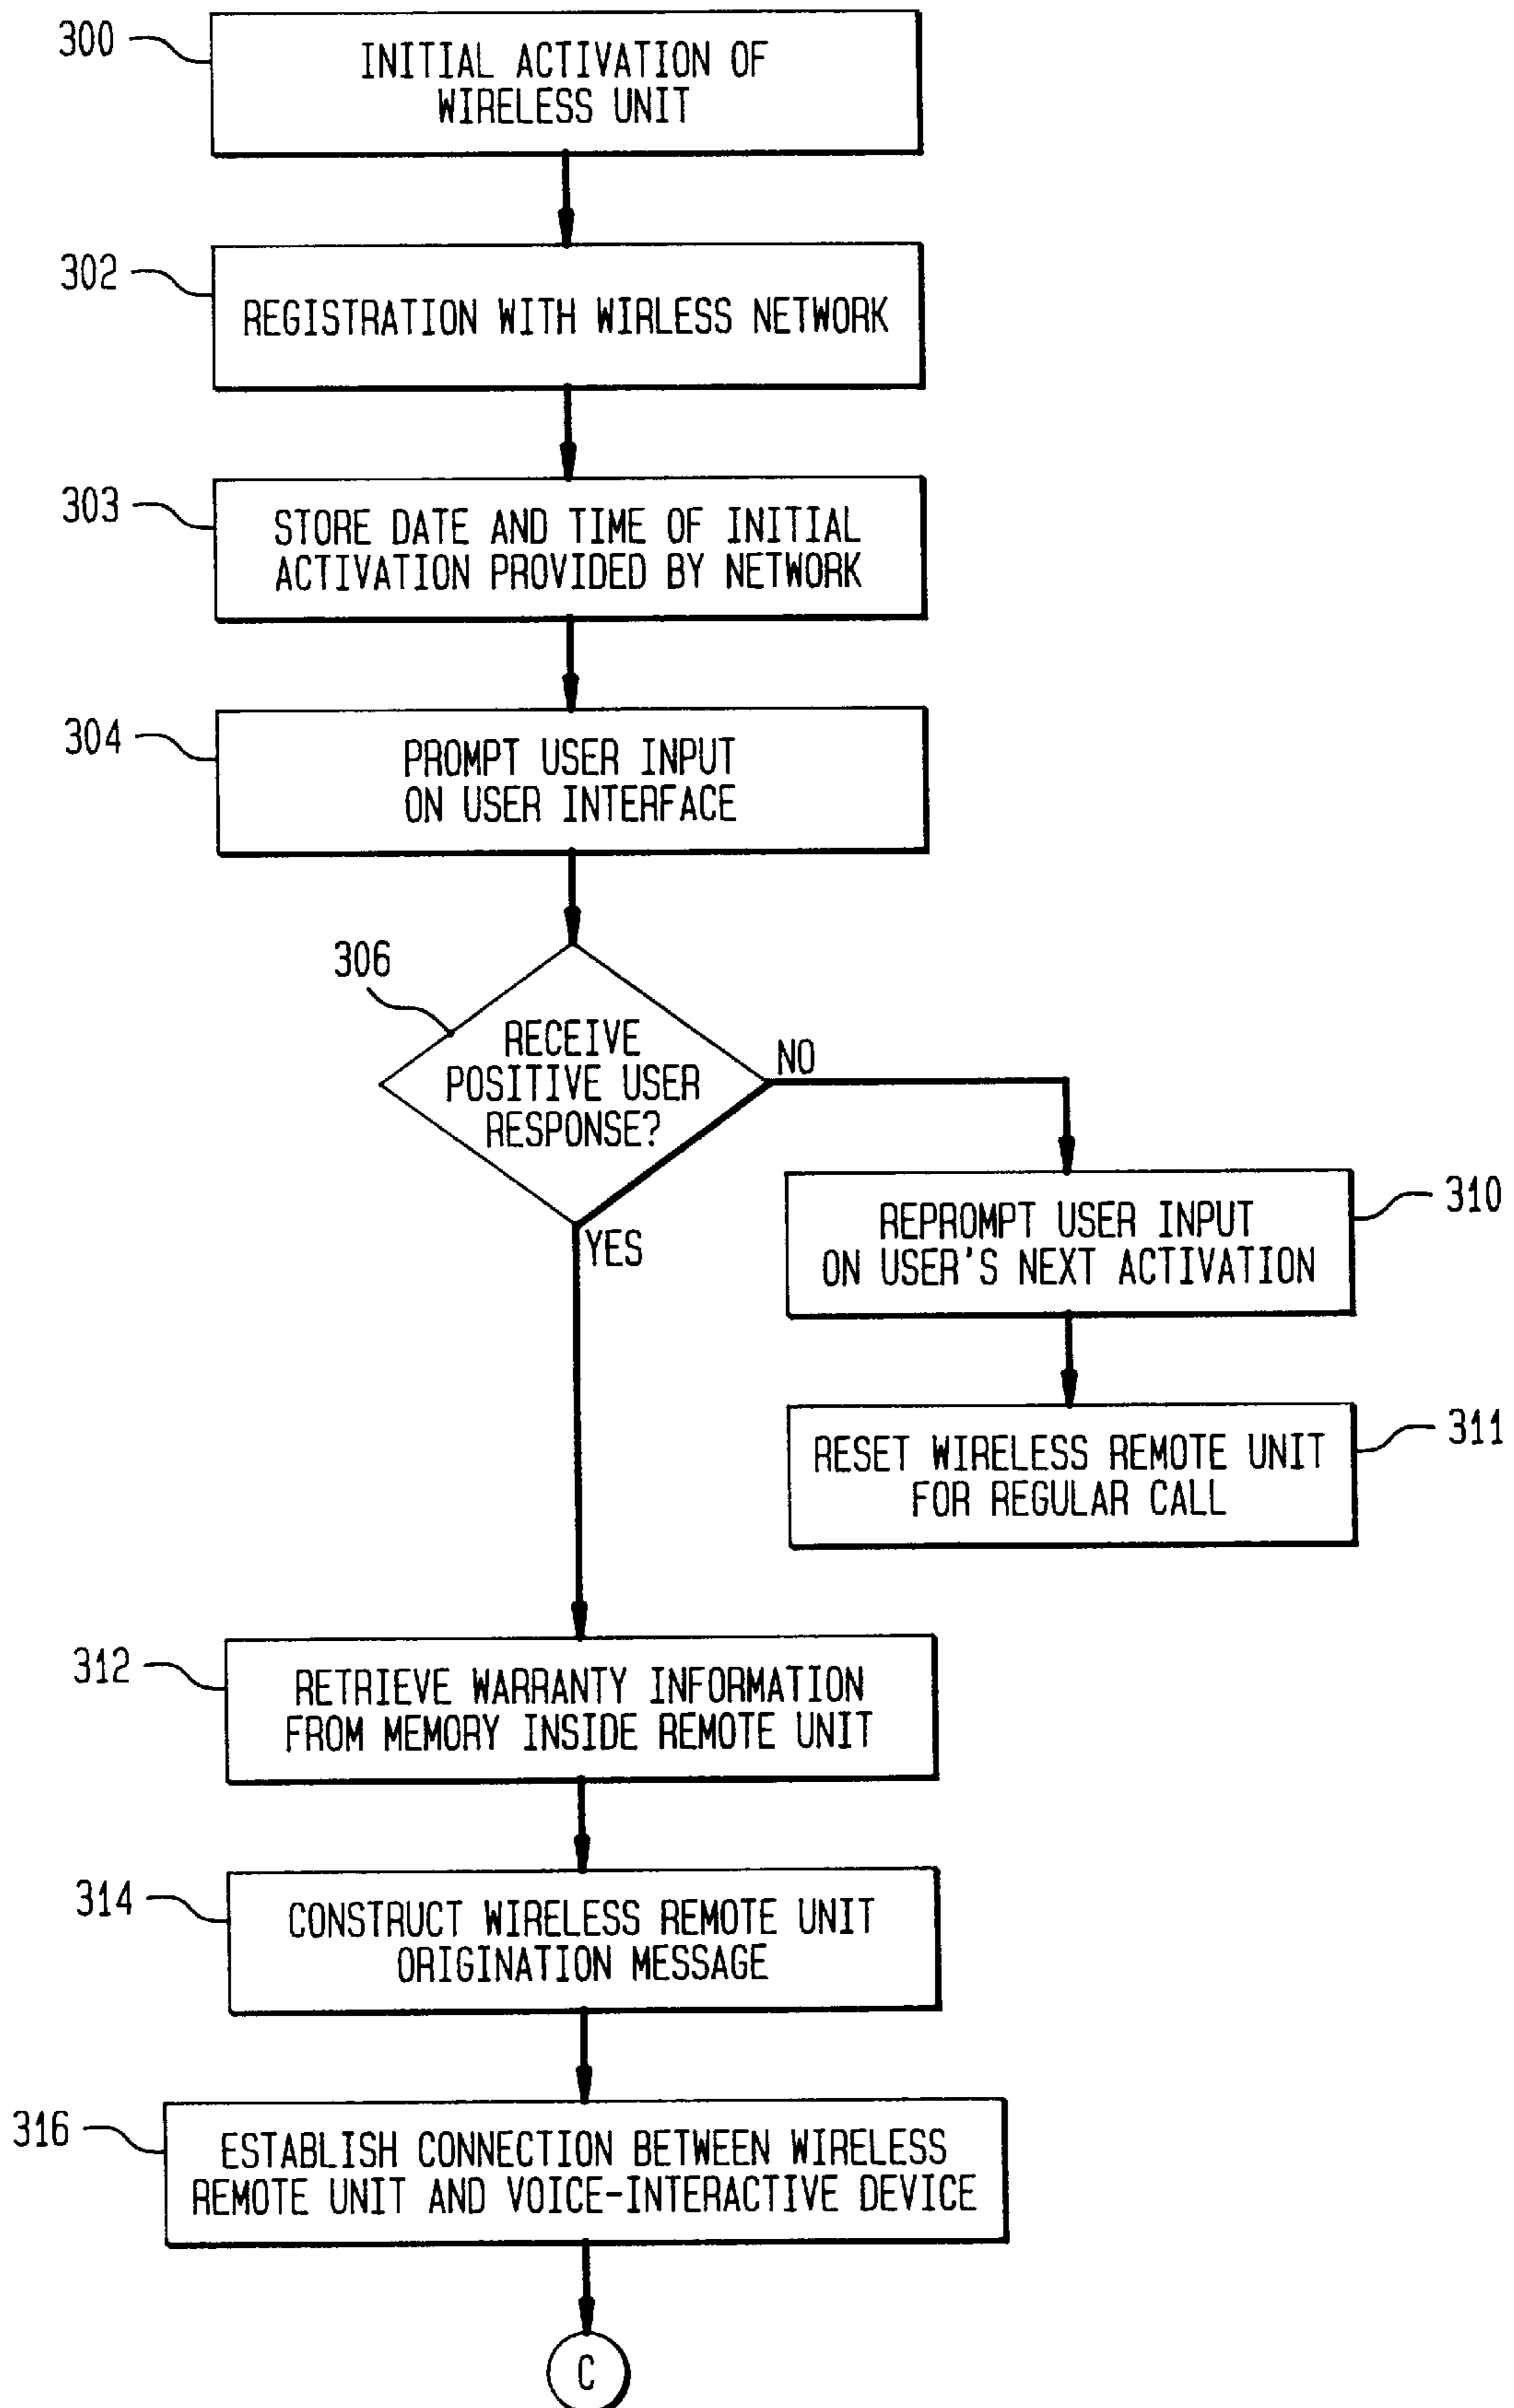 300
INITIAL ACTIVATION OF
WIRELESS UNIT
302
REGISTRATION WITH WIRLESS NETWORK
303
STORE DATE AND TIME OF INITIAL
ACTIVATION PROVIDED BY NETWORK
304
PROMPT USER INPUT
ON USER INTERFACE
306
RECEIVE
POSITIVE USER
RESPONSE?
NO
YES
310
REPROMPT USER INPUT
ON USER'S NEXT ACTIVATION
311
RESET WIRELESS REMOTE UNIT
FOR REGULAR CALL
312
RETRIEVE WARRANTY INFORMATION
FROM MEMORY INSIDE REMOTE UNIT
314
CONSTRUCT WIRELESS REMOTE UNIT
ORIGINATION MESSAGE
316
ESTABLISH CONNECTION BETWEEN WIRELESS
REMOTE UNIT AND VOICE-INTERACTIVE DEVICE
C